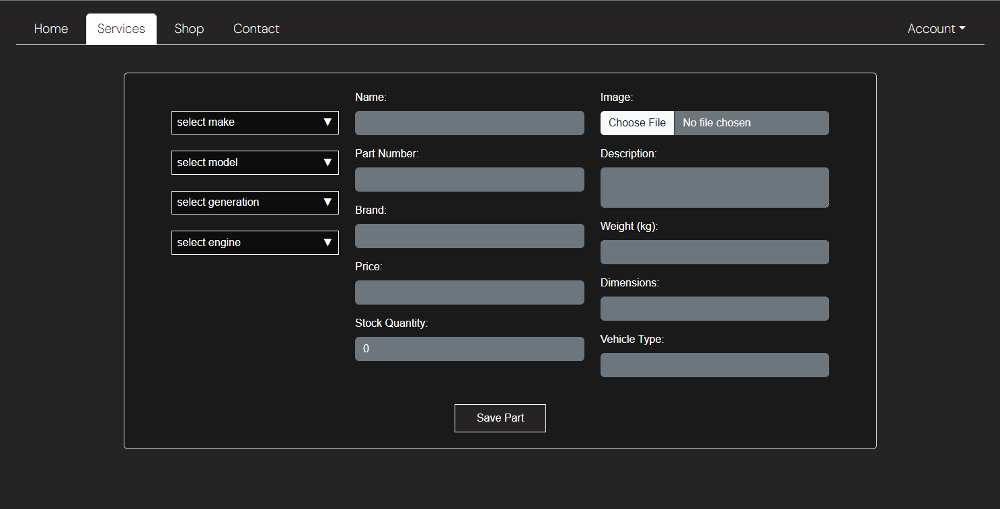 Home
Services
Shop
Contact
Account
select make
select model
select generation
select engine
Name:
Part Number:
Brand:
Price:
Stock Quantity:
0
Image:
Choose File
No file chosen
Description:
Weight (kg):
Dimensions:
Vehicle Type:
Save Part